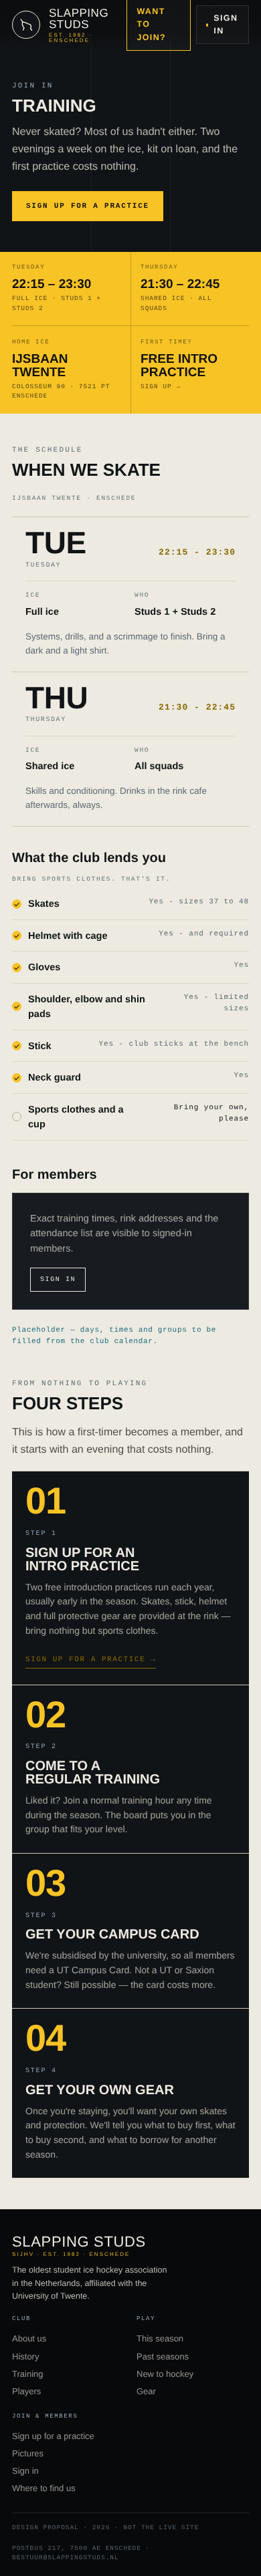 SLAPPING
STUDS
EST. 1982 ·
ENSCHEDE
WANT
TO
JOIN?
SIGN
IN
JOIN IN
TRAINING
Never skated? Most of us hadn't either. Two
evenings a week on the ice, kit on loan, and the
first practice costs nothing.
SIGN UP FOR A PRACTICE
TUESDAY
22:15 – 23:30
FULL ICE · STUDS 1 +
STUDS 2
THURSDAY
21:30 – 22:45
SHARED ICE · ALL
SQUADS
HOME ICE
IJSBAAN
TWENTE
COLOSSEUM 90 · 7521 PT
ENSCHEDE
FIRST TIME?
FREE INTRO
PRACTICE
SIGN UP →
THE SCHEDULE
WHEN WE SKATE
IJSBAAN TWENTE · ENSCHEDE
TUE
TUESDAY
22:15 - 23:30
ICE
Full ice
WHO
Studs 1 + Studs 2
Systems, drills, and a scrimmage to finish. Bring a
dark and a light shirt.
THU
THURSDAY
21:30 - 22:45
ICE
Shared ice
WHO
All squads
Skills and conditioning. Drinks in the rink cafe
afterwards, always.
What the club lends you
BRING SPORTS CLOTHES. THAT'S IT.
Skates
Yes - sizes 37 to 48
Helmet with cage
Yes - and required
Gloves
Yes
Shoulder, elbow and shin
pads
Yes - limited
sizes
Stick
Yes - club sticks at the bench
Neck guard
Yes
Sports clothes and a
cup
Bring your own,
please
For members
Exact training times, rink addresses and the
attendance list are visible to signed-in
members.
SIGN IN
Placeholder — days, times and groups to be
filled from the club calendar.
FROM NOTHING TO PLAYING
FOUR STEPS
This is how a first-timer becomes a member, and
it starts with an evening that costs nothing.
01
STEP 1
SIGN UP FOR AN
INTRO PRACTICE
Two free introduction practices run each year,
usually early in the season. Skates, stick, helmet
and full protective gear are provided at the rink —
bring nothing but sports clothes.
SIGN UP FOR A PRACTICE →
02
STEP 2
COME TO A
REGULAR TRAINING
Liked it? Join a normal training hour any time
during the season. The board puts you in the
group that fits your level.
03
STEP 3
GET YOUR CAMPUS CARD
We're subsidised by the university, so all members
need a UT Campus Card. Not a UT or Saxion
student? Still possible — the card costs more.
04
STEP 4
GET YOUR OWN GEAR
Once you're staying, you'll want your own skates
and protection. We'll tell you what to buy first, what
to buy second, and what to borrow for another
season.
SLAPPING STUDS
SIJHV · EST. 1982 · ENSCHEDE
The oldest student ice hockey association
in the Netherlands, affiliated with the
University of Twente.
CLUB
About us
History
Training
Players
PLAY
This season
Past seasons
New to hockey
Gear
JOIN & MEMBERS
Sign up for a practice
Pictures
Sign in
Where to find us
DESIGN PROPOSAL · 2026 · NOT THE LIVE SITE
POSTBUS 217, 7500 AE ENSCHEDE ·
BESTUUR@SLAPPINGSTUDS.NL